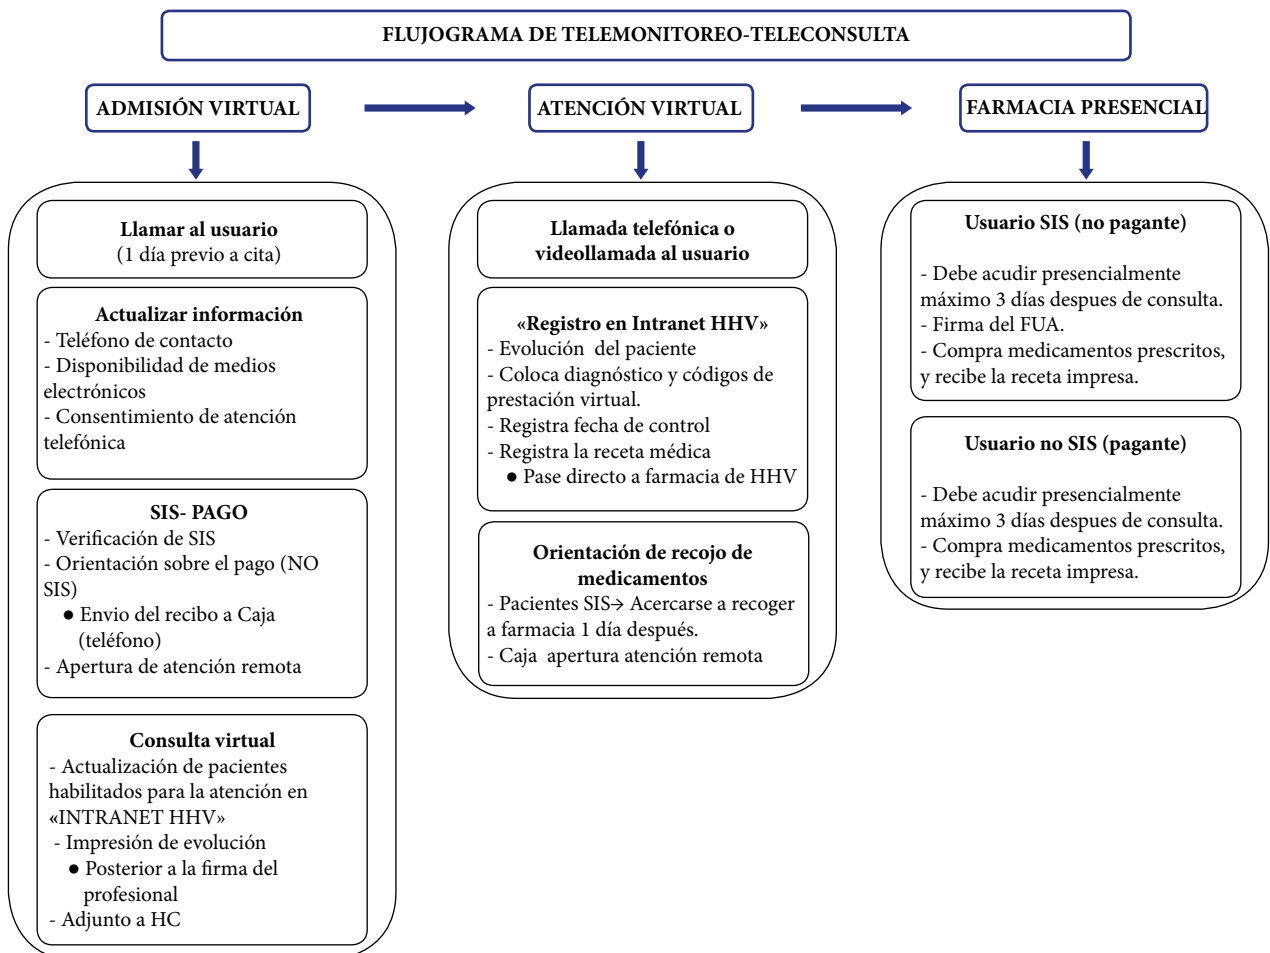 FLUJOGRAMA DE TELEMONITOREO-TELECONSULTA
ADMISIÓN VIRTUAL
Llamar al usuario
(1 día previo a cita)
Actualizar información
- Teléfono de contacto
- Disponibilidad de medios
electrónicos
- Consentimiento de atención
telefónica
SIS- PAGO
- Verificación de SIS
- Orientación sobre el pago (NO
SIS)
● Envio del recibo a Caja
(teléfono)
- Apertura de atención remota
Consulta virtual
- Actualización de pacientes
habilitados para la atención en
«INTRANET HHV»
- Impresión de evolución
● Posterior a la firma del
profesional
- Adjunto a HC
ATENCIÓN VIRTUAL
Llamada telefónica o
videollamada al usuario
«Registro en Intranet HHV»
- Evolución del paciente
- Coloca diagnóstico y códigos de
prestación virtual.
- Registra fecha de control
- Registra la receta médica
● Pase directo a farmacia de HHV
Orientación de recojo de
medicamentos
- Pacientes SIS→ Acercarse a recoger
a farmacia 1 día después.
- Caja apertura atención remota
FARMACIA PRESENCIAL
Usuario SIS (no pagante)
- Debe acudir presencialmente
máximo 3 días despues de consulta.
- Firma del FUA.
- Compra medicamentos prescritos,
y recibe la receta impresa.
Usuario no SIS (pagante)
- Debe acudir presencialmente
máximo 3 días despues de consulta.
- Compra medicamentos prescritos,
y recibe la receta impresa.